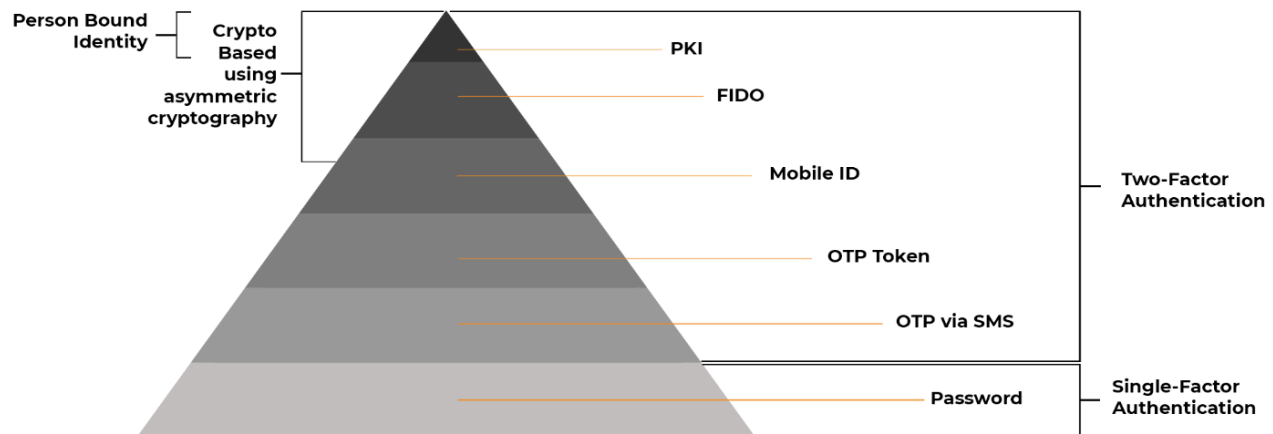 Person Bound
Identity
Crypto
Based
using
asymmetric
cryptography
PKI
FIDO
Mobile ID
OTP Token
OTP via SMS
Password
Two-Factor
Authentication
Single-Factor
Authentication